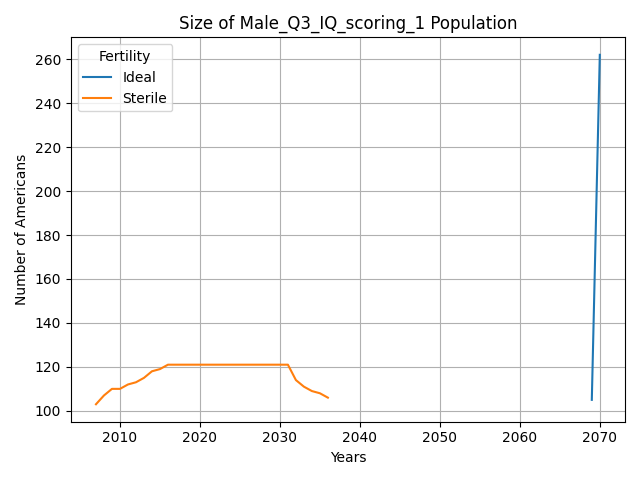 Size of Male_Q3_IQ_scoring_1 Population
Fertility
Ideal
Sterile
Number of Americans
260
240
220
200
180
160
140
120
100
2010 2020 2030 2040 2050 2060 2070
Years